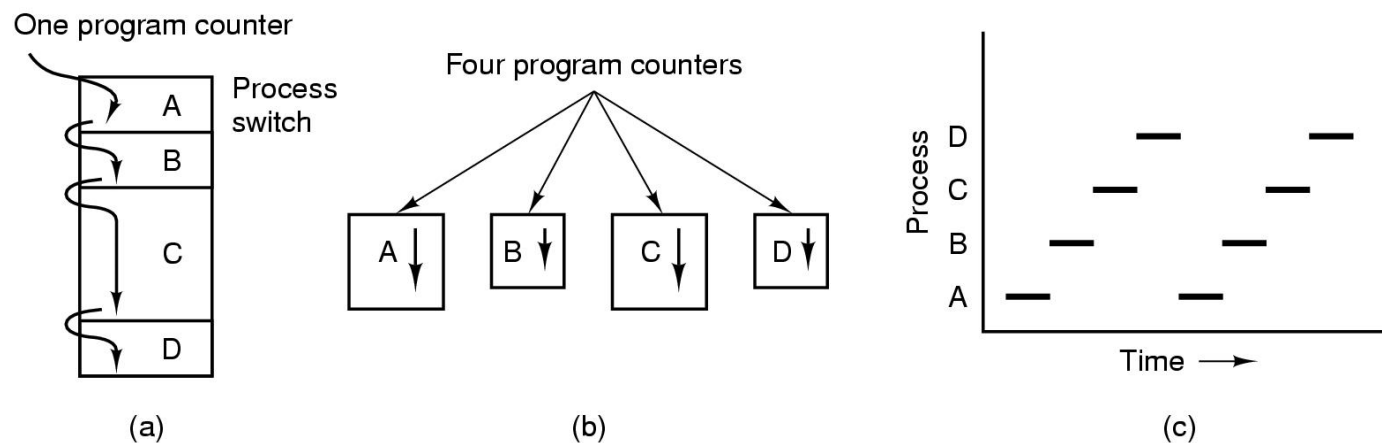 One program counter
Process
switch
A
B
C
D
(a)
Four program counters
A
B
C
D
(b)
Process
D
C
B
A
Time
(c)